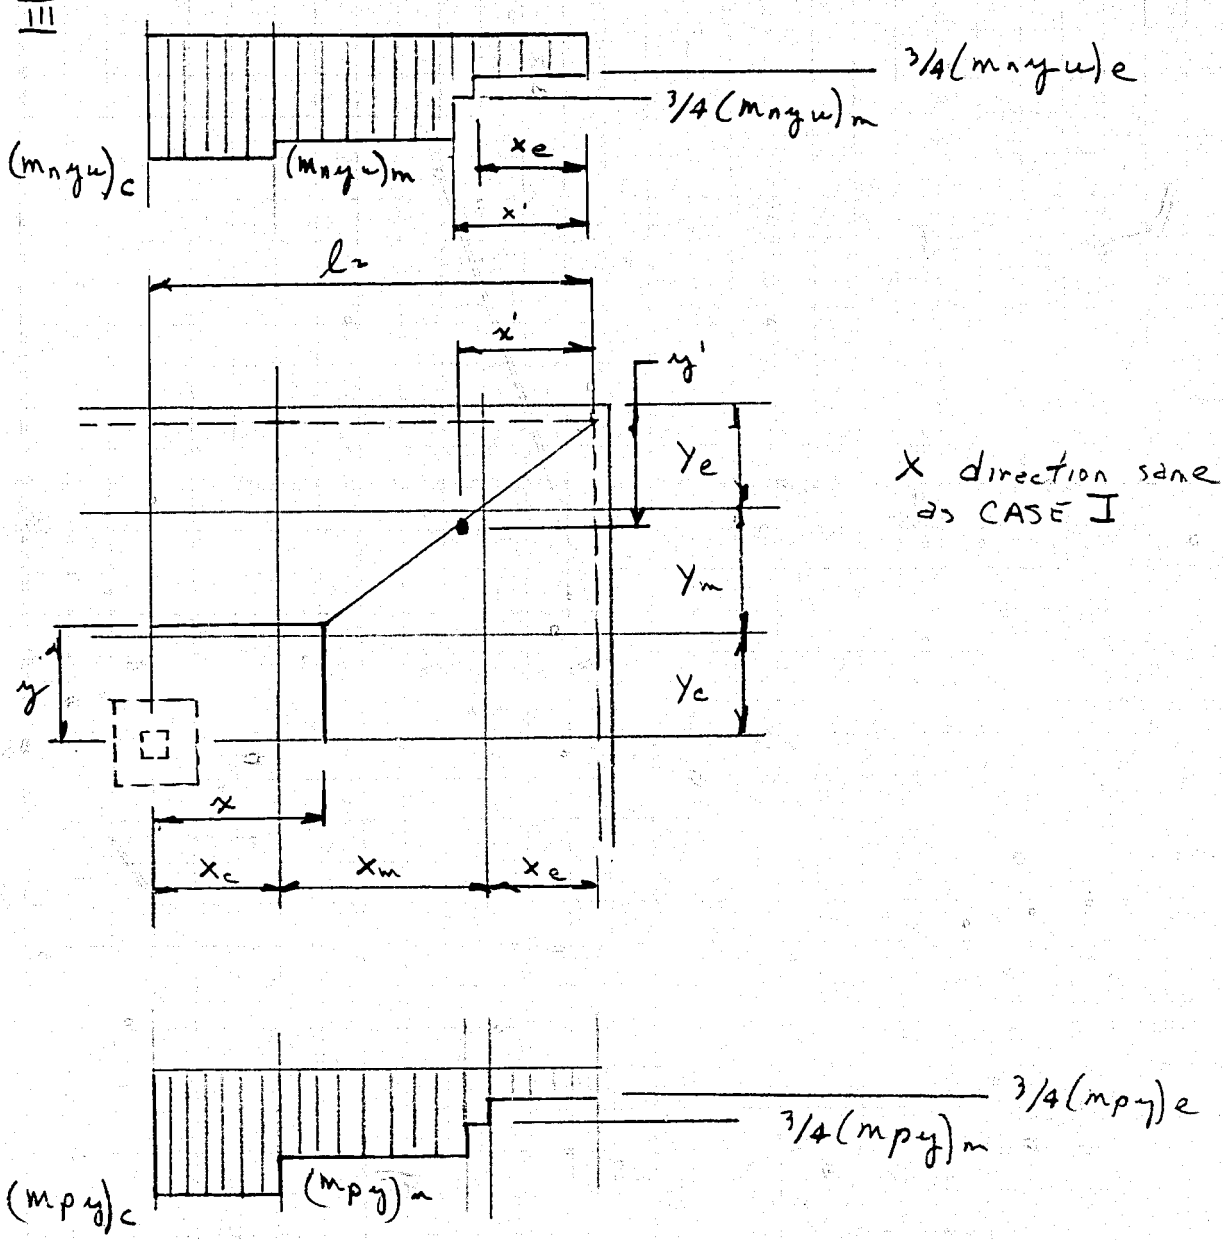 III
3/4(mnyu)e
3/4(mnyu)m
(mnyu)c
(mnyu)m
xe
x'
l2
x'
y'
Ye
X direction same
as CASE I
Ym
y
Yc
x
Xc
Xm
Xe
3/4(mpy)e
3/4(mpy)m
(mpy)c
(mpy)m